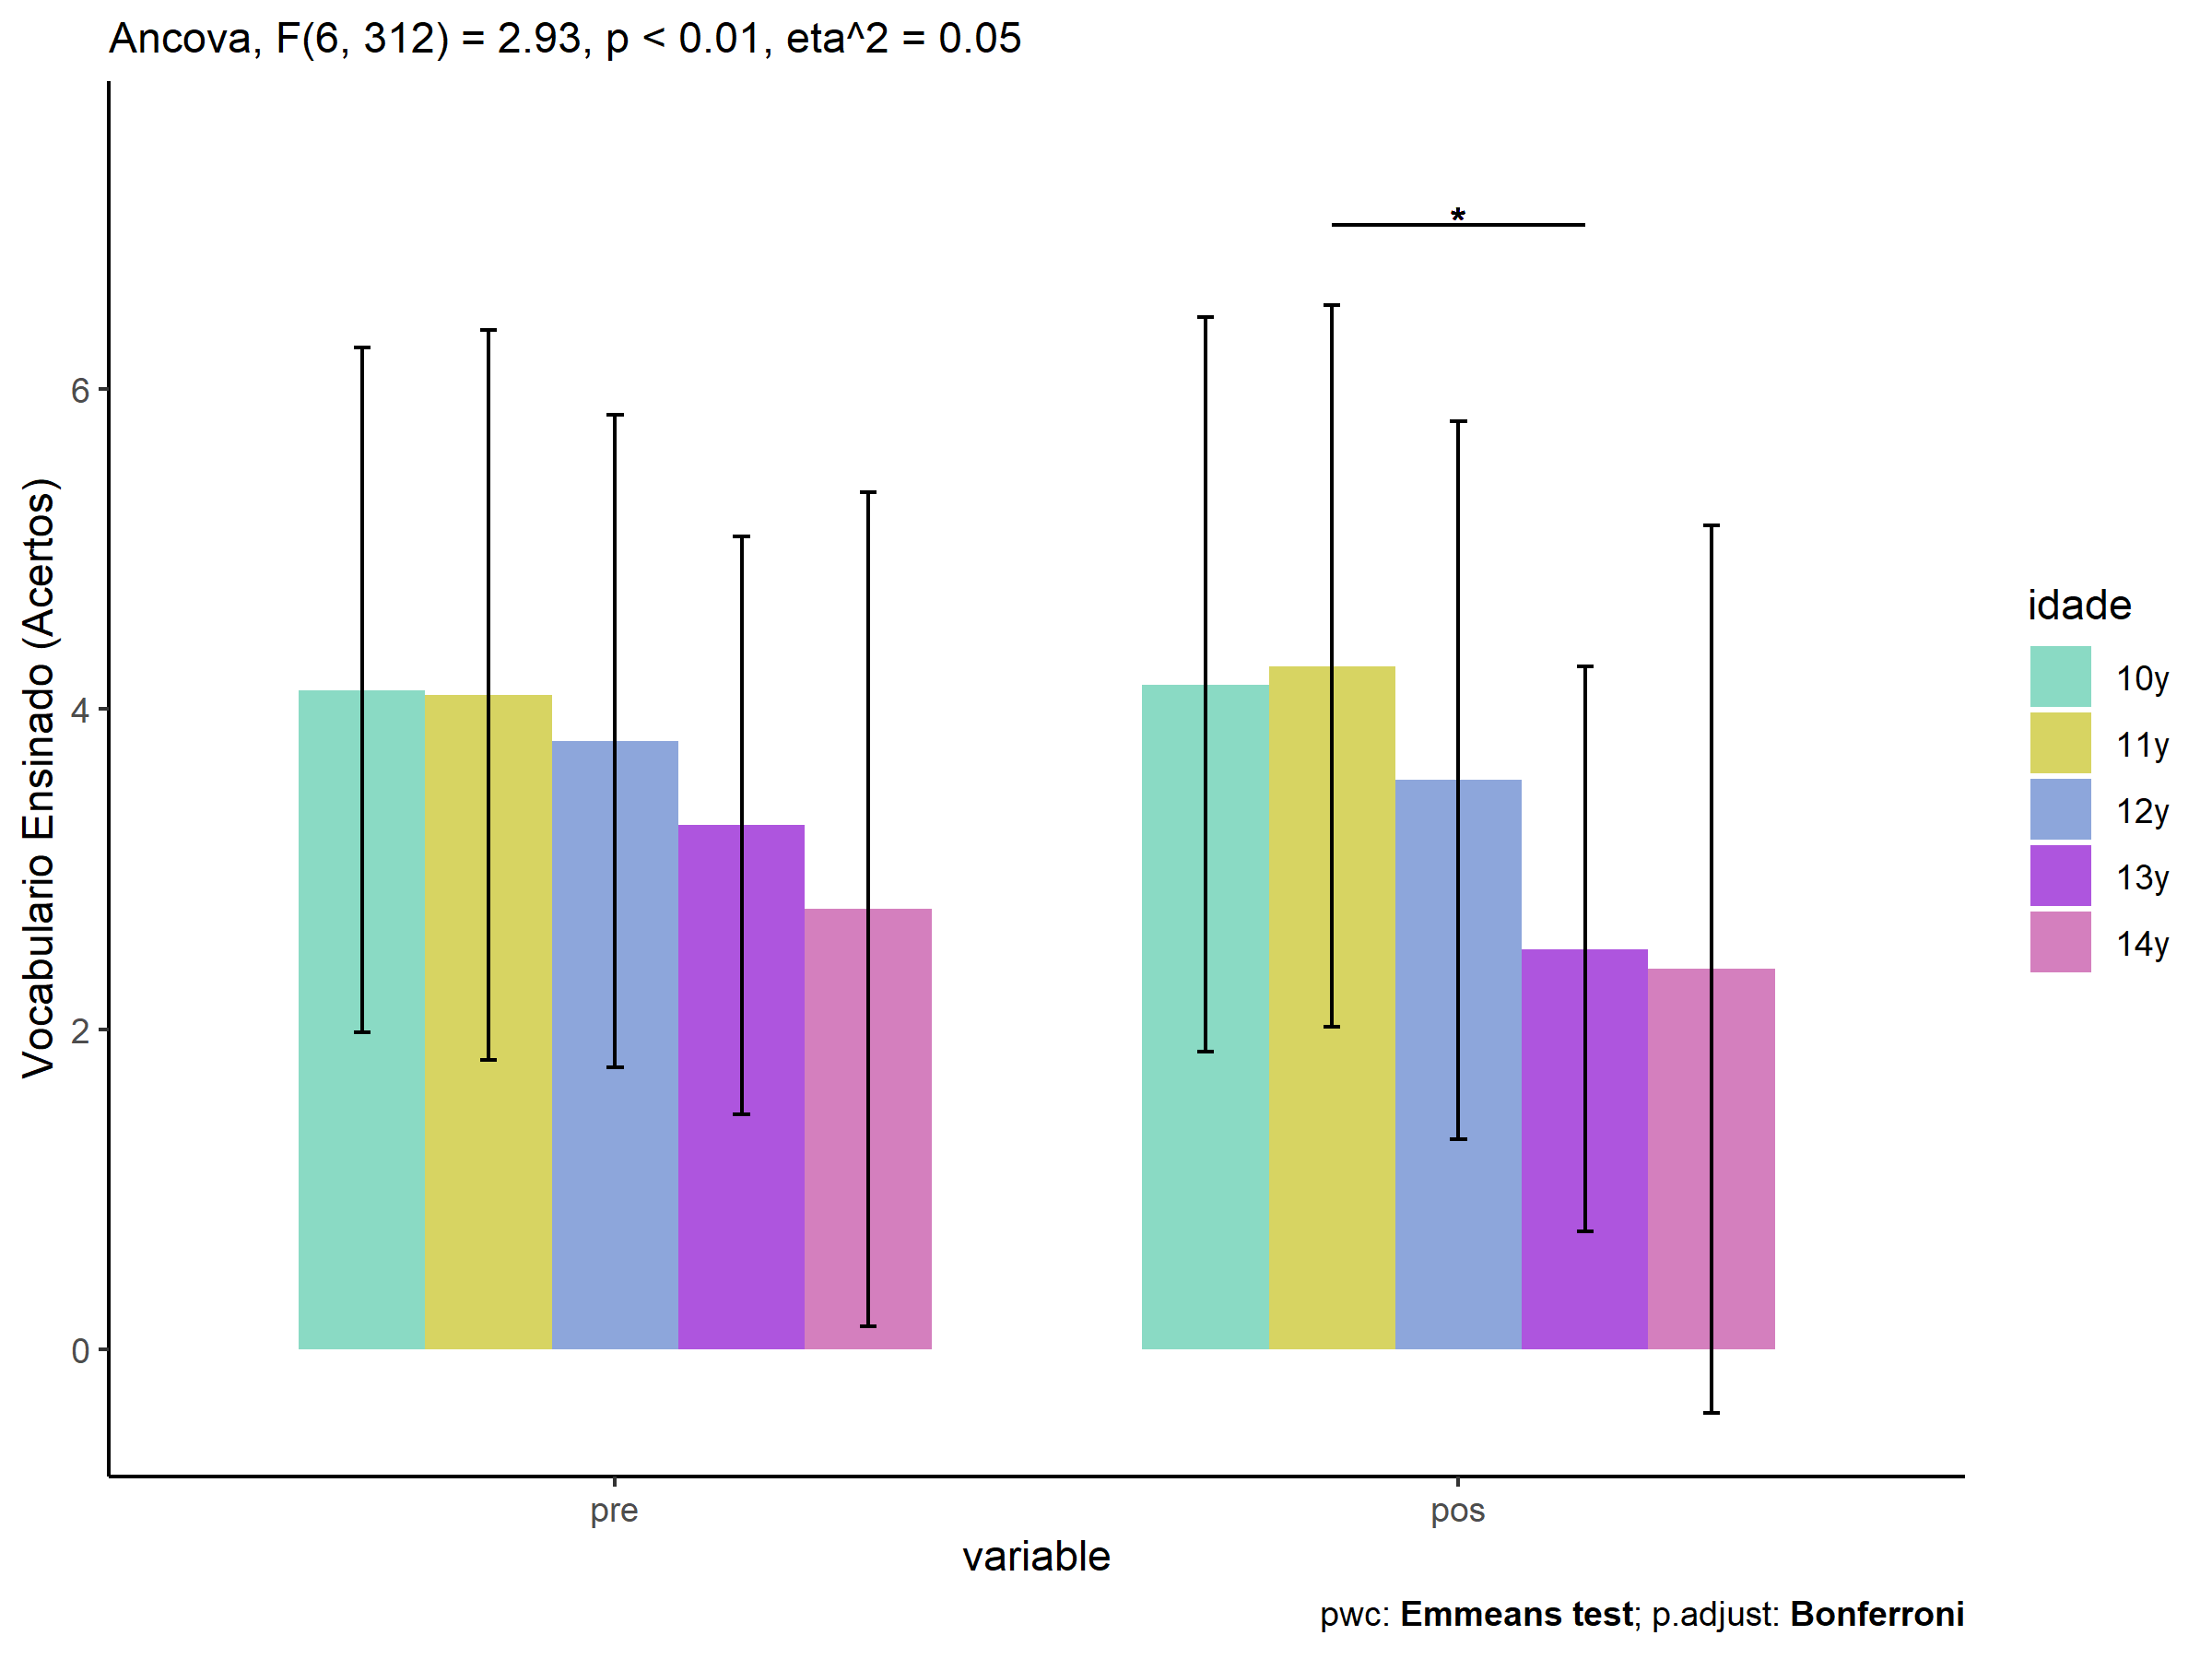 Ancova, F(6, 312) = 2.93, p < 0.01, eta^2 = 0.05
Vocabulario Ensinado (Acertos)
6
4
2
0
*
pre
pos
variable
idade
10y
11y
12y
13y
14y
pwc: Emmeans test; p.adjust: Bonferroni